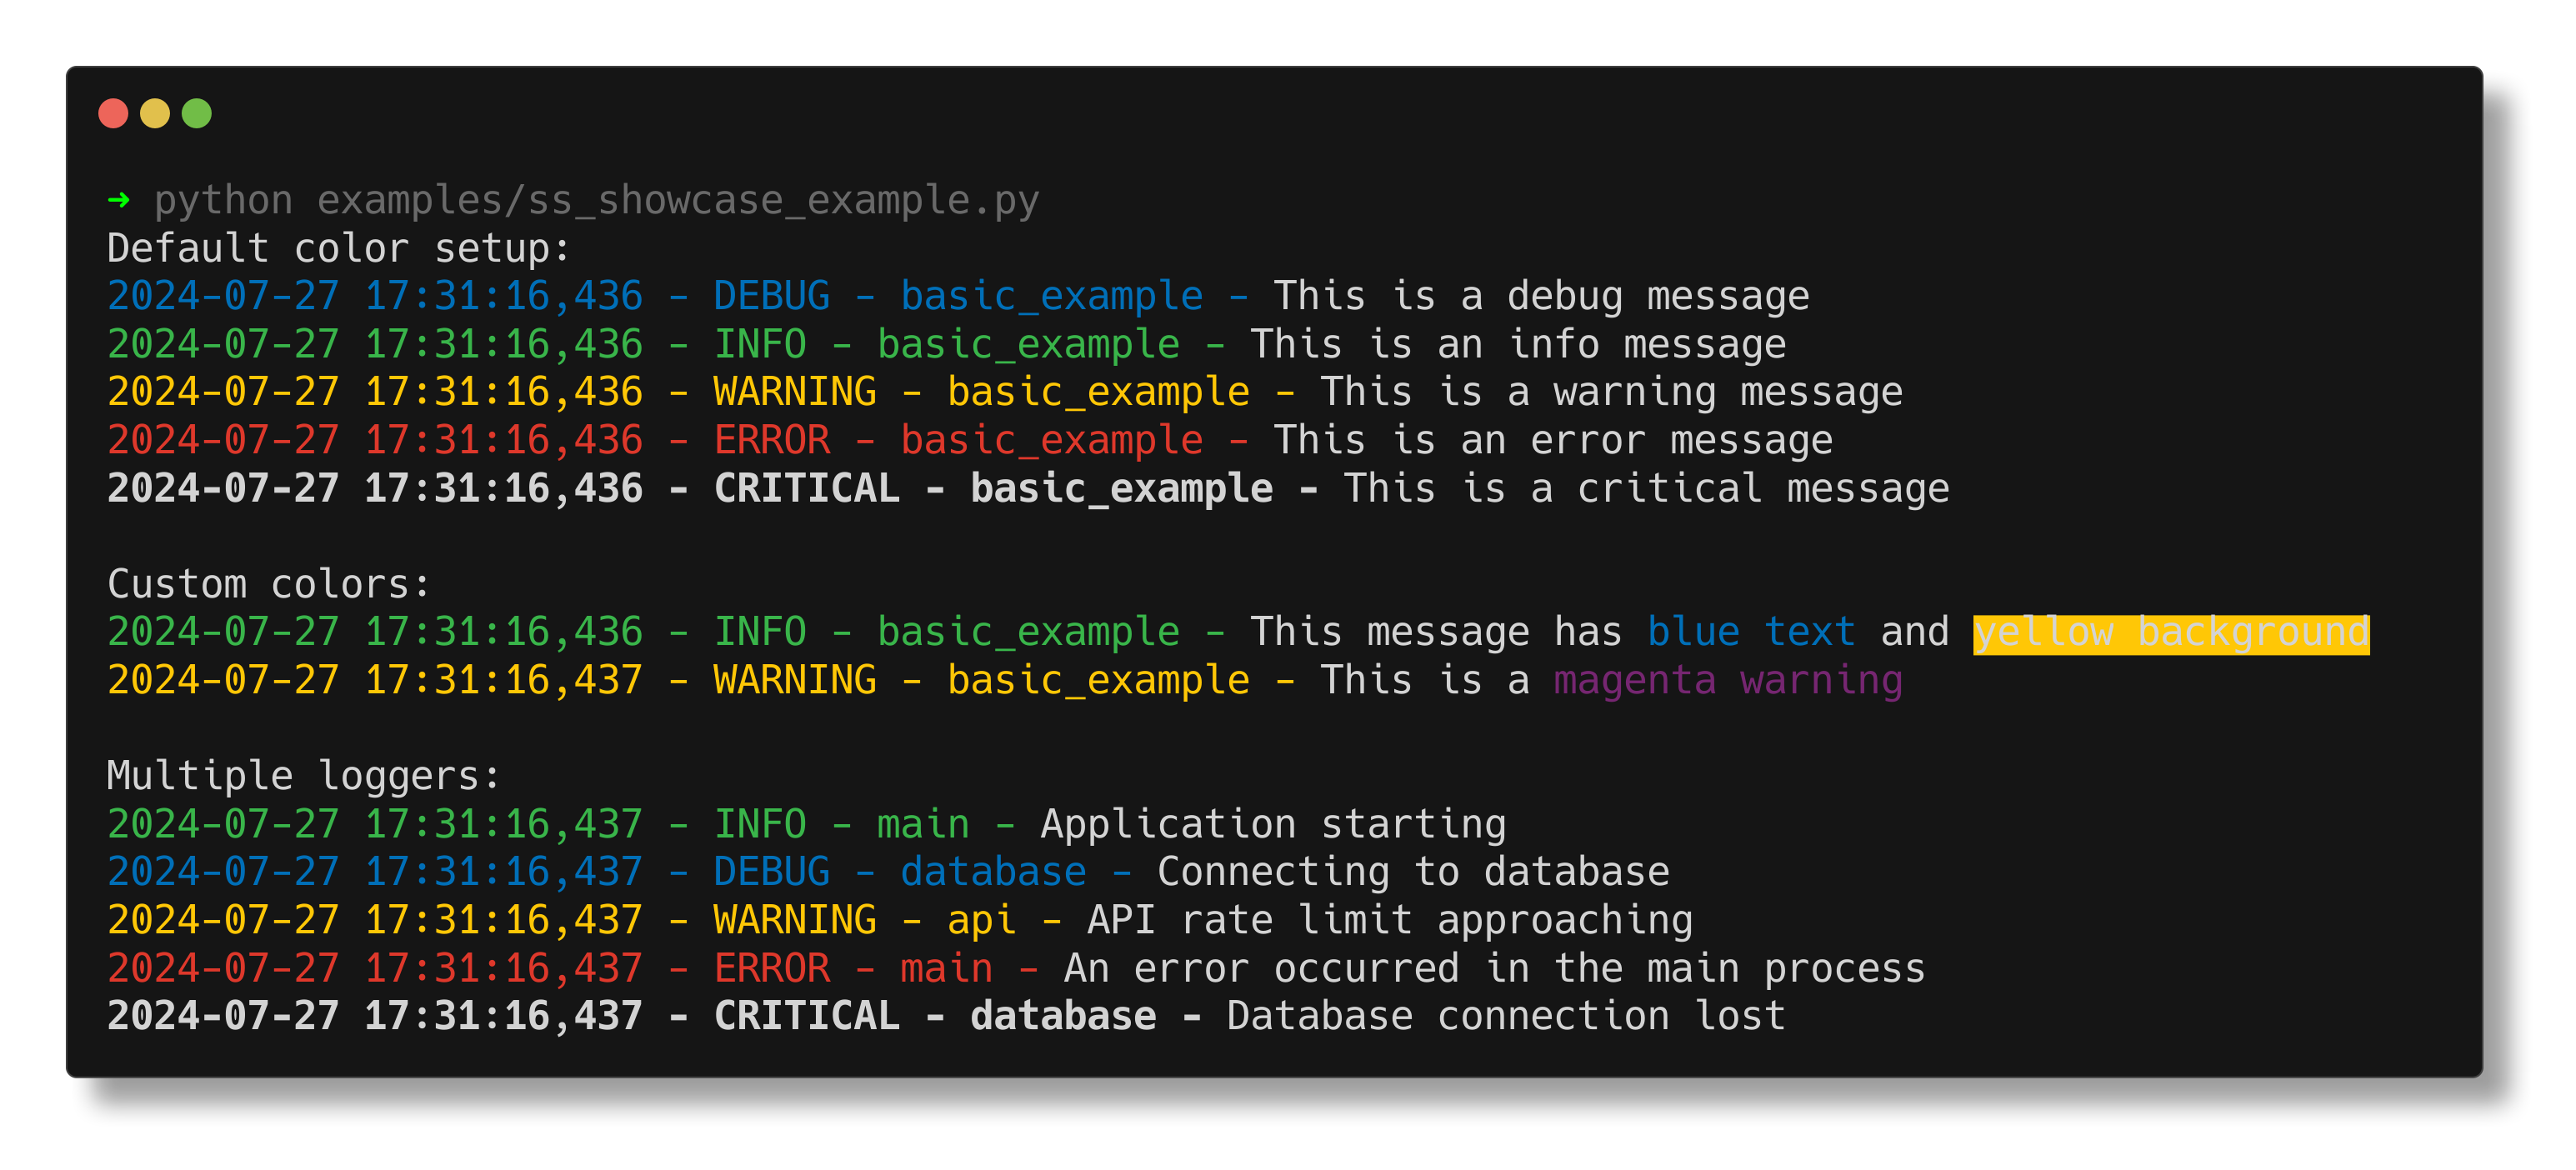 ➜ python examples/ss_showcase_example.py
Default color setup:
2024-07-27 17:31:16,436 - DEBUG - basic_example - This is a debug message
2024-07-27 17:31:16,436 - INFO - basic_example - This is an info message
2024-07-27 17:31:16,436 - WARNING - basic_example - This is a warning message
2024-07-27 17:31:16,436 - ERROR - basic_example - This is an error message
2024-07-27 17:31:16,436 - CRITICAL - basic_example - This is a critical message
Custom colors:
2024-07-27 17:31:16,436 - INFO - basic_example - This message has blue text and yellow background
2024-07-27 17:31:16,437 - WARNING - basic_example - This is a magenta warning
Multiple loggers:
2024-07-27 17:31:16,437 - INFO - main - Application starting
2024-07-27 17:31:16,437 - DEBUG - database - Connecting to database
2024-07-27 17:31:16,437 - WARNING - api - API rate limit approaching
2024-07-27 17:31:16,437 - ERROR - main - An error occurred in the main process
2024-07-27 17:31:16,437 - CRITICAL - database - Database connection lost